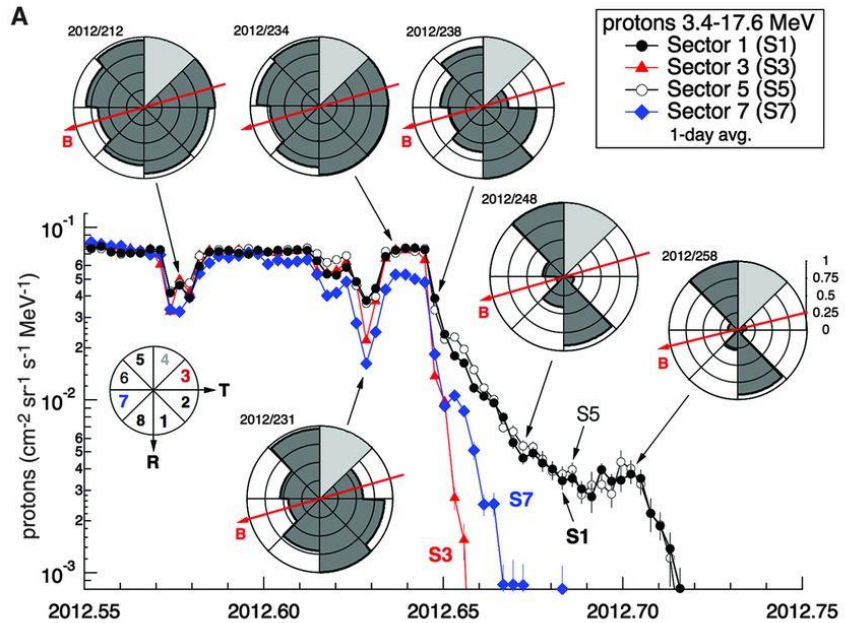 A
2012/212
2012/234
2012/238
protons 3.4-17.6 MeV
Sector 1 (S1)
Sector 3 (S3)
Sector 5 (S5)
Sector 7 (S7)
1-day avg.
B
B
B
2012/248
2012/258
B
B
1
0.75
0.5
0.25
0
protons (cm-2 sr-1 s-1 MeV-1)
10-1
6
5
4
3
2
10-2
6
5
4
3
2
10-3
5
4
6
3
7
2
8
1
T
R
2012/231
B
S5
S7
S1
S3
2012.55
2012.60
2012.65
2012.70
2012.75